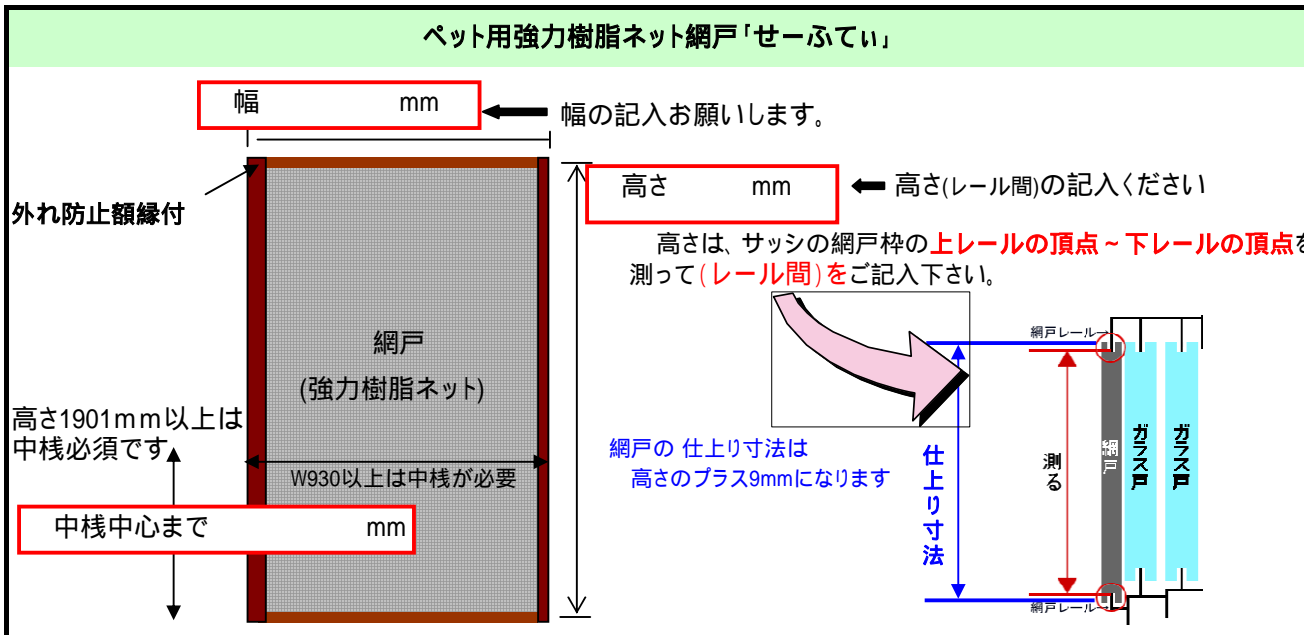 ペット用強力樹脂ネット網戸「せーふてぃ」
幅 mm
幅の記入お願いします。
高さ mm
高さ(レール間)の記入ください
外れ防止額縁付
高さは、サッシの網戸枠の上レールの頂点~下レールの頂点を
測って(レール間)をご記入下さい。
網戸レール→
網戸
(強力樹脂ネット)
高さ1901mm以上は
中桟必須です
W930以上は中桟が必要
中桟中心まで mm
網戸の 仕上り寸法は
高さのプラス9mmになります
仕上り寸法
測る
網戸
ガラス戸
ガラス戸
網戸レール→